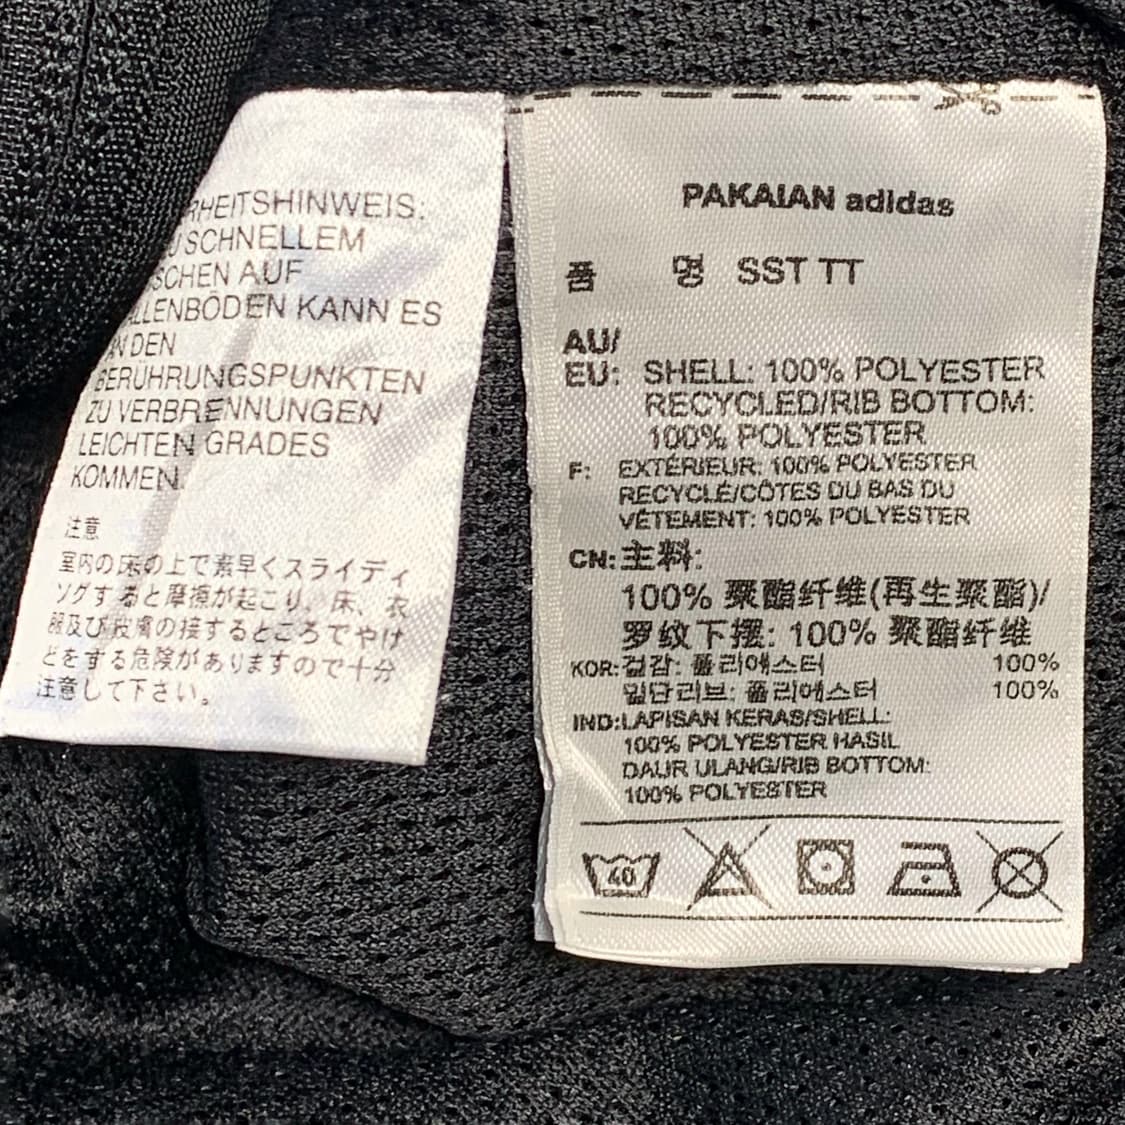 RHEITSHINWEIS:
U SCHNELLEM
SCHEN AUF
LLENBÖDEN KANN ES
AN DEN
BERÜHRUNGSPUNKTEN
ZU VERBRENNUNGEN
LEICHTEN GRADES
KOMMEN.
注意
室内の床の上で素早くスライディ
ングすると摩擦が起こり、床、衣
服及び皮膚の接するところでやけ
どをする危険がありますので十分
注意して下さい。
PAKAIAN adidas
품 명 SST TT
AU/
EU: SHELL: 100% POLYESTER
RECYCLED/RIB BOTTOM:
100% POLYESTER
F: EXTÉRIEUR: 100% POLYESTER
RECYCLÉ/CÔTES DU BAS DU
VÊTEMENT: 100% POLYESTER
CN: 主料:
100% 聚酯纤维(再生聚酯)/
罗纹下摆: 100% 聚酯纤维
KOR: 겉감: 폴리에스터 100%
밑단리브: 폴리에스터 100%
IND: LAPISAN KERAS/SHELL:
100% POLYESTER HASIL
DAUR ULANG/RIB BOTTOM:
100% POLYESTER
40